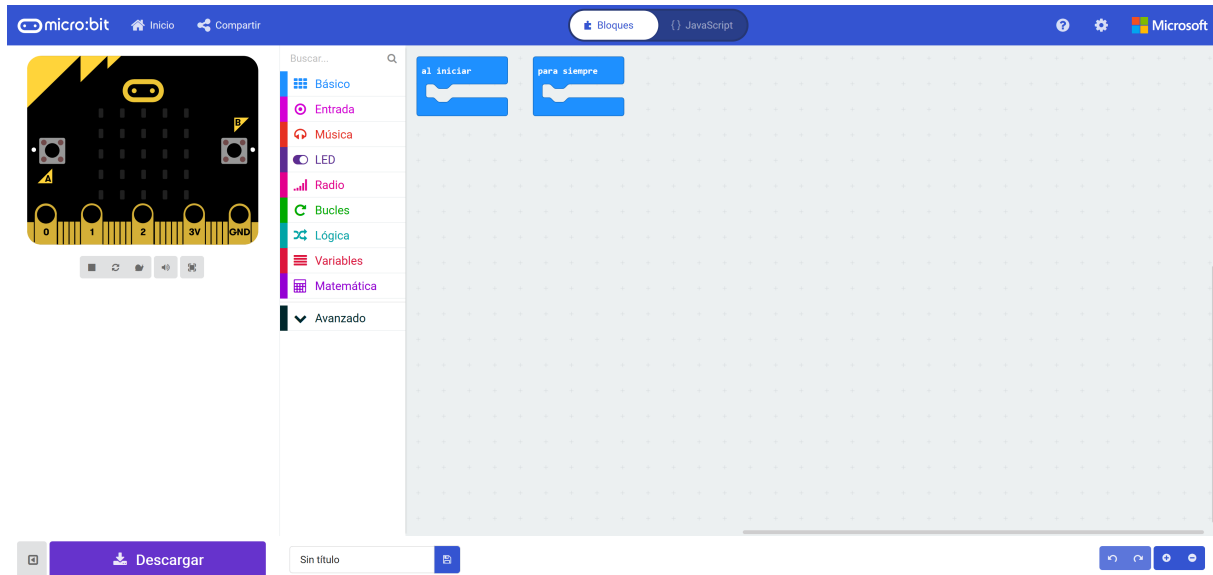 micro:bit Inicio Compartir Bloques {} JavaScript Microsoft
Buscar...
Básico
Entrada
Música
LED
Radio
Bucles
Lógica
Variables
Matemática
Avanzado
al iniciar
para siempre
B
A
0 1 2 3V GND
Descargar
Sin título